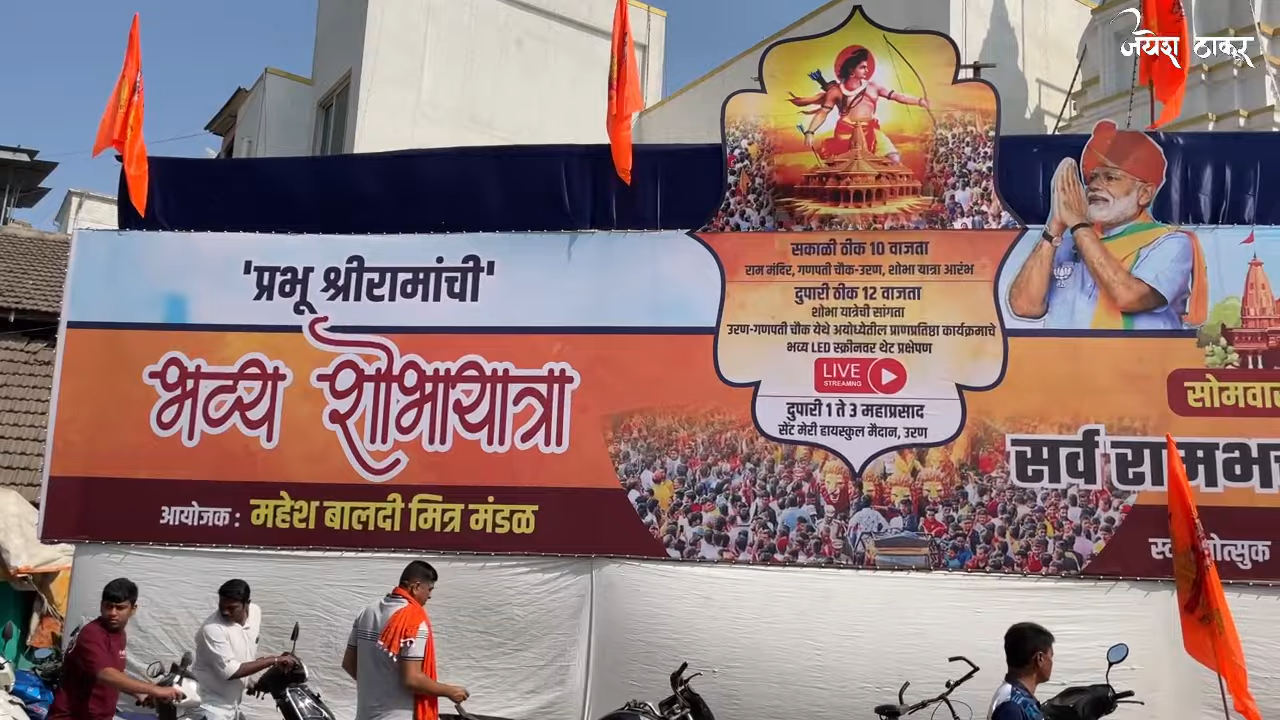 जयेश ठाकूर
'प्रभू श्रीरामांची'
भव्य शोभायात्रा
आयोजक : महेश बालदी मित्र मंडळ
सकाळी ठीक 10 वाजता
राम मंदिर, गणपती चौक-उरण, शोभा यात्रा आरंभ
दुपारी ठीक 12 वाजता
शोभा यात्रेची सांगता
उरण-गणपती चौक येथे अयोध्येतील प्राणप्रतिष्ठा कार्यक्रमाचे
भव्य LED स्क्रीनवर थेट प्रक्षेपण
LIVE
STREAMING
दुपारी 1 ते 3 महाप्रसाद
सेंट मेरी हायस्कुल मैदान, उरण
सोमवार
सर्व रामभ